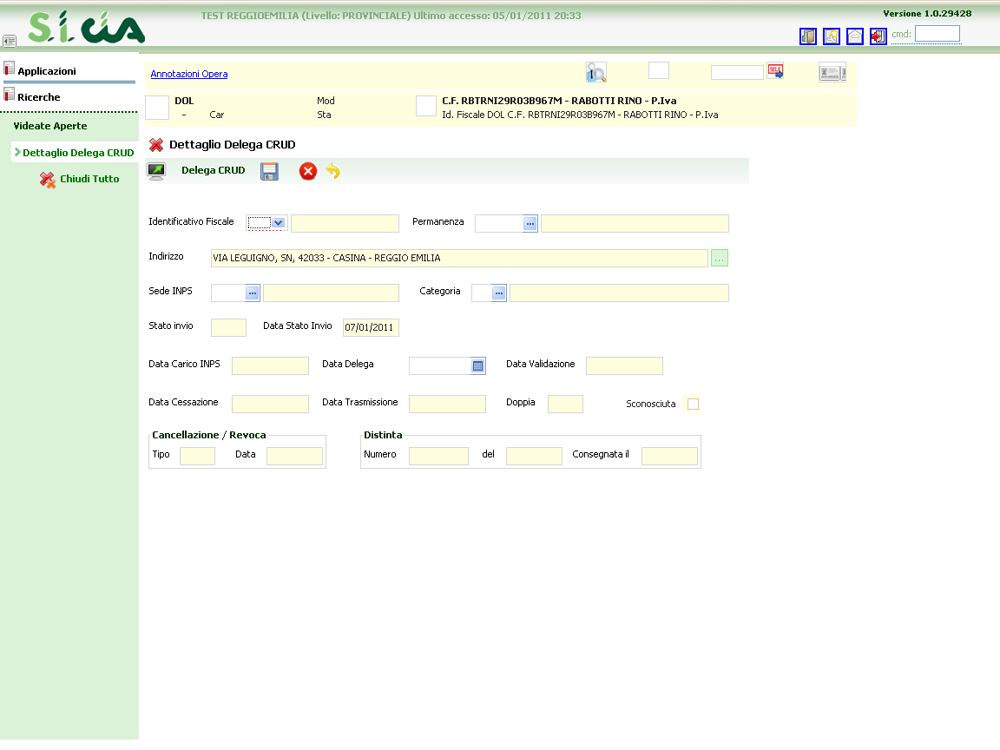 S.I. CIA
TEST REGGIOEMILIA (Livello: PROVINCIALE) Ultimo accesso: 05/01/2011 20:33
Versione 1.0.29428
cmd:
Applicazioni
Ricerche
Videate Aperte
Dettaglio Delega CRUD
Chiudi Tutto
Annotazioni Opera
SELE
DOL Mod
- Car Sta
C.F. RBTRNI29R03B967M - RABOTTI RINO - P.Iva
Id. Fiscale DOL C.F. RBTRNI29R03B967M - RABOTTI RINO - P.Iva
Dettaglio Delega CRUD
Delega CRUD
Identificativo Fiscale Permanenza ...
Indirizzo VIA LEGUIGNO, SN, 42033 - CASINA - REGGIO EMILIA ...
Sede INPS ... Categoria ...
Stato invio Data Stato Invio 07/01/2011
Data Carico INPS Data Delega Data Validazione
Data Cessazione Data Trasmissione Doppia Sconosciuta
Cancellazione / Revoca Distinta
Tipo Data Numero del Consegnata il